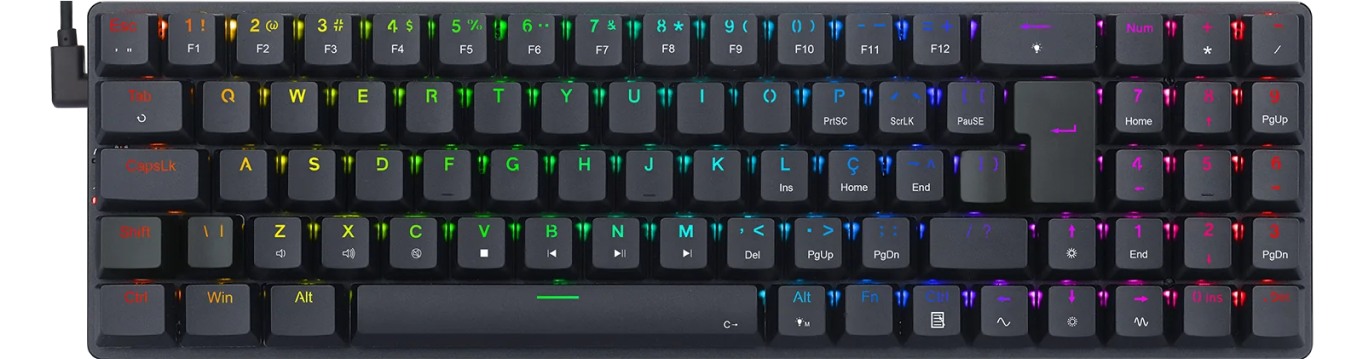 Esc 1! 2@ 3# 4$ 5% 6¨ 7& 8* 9( 0) -- =+ Num + -
' " F1 F2 F3 F4 F5 F6 F7 F8 F9 F10 F11 F12 * /
Tab Q W E R T Y U I O P 7 8 9
PrtSC ScrLK PauSE Home PgUp
CapsLk A S D F G H J K L Ç ~^ ]} 4 5 6
Ins Home End
Shift \| Z X C V B N M ,< .> ;: /? 1 2 3
Del PgUp PgDn End PgDn
Ctrl Win Alt Alt Fn Ctrl 0 ins
C M